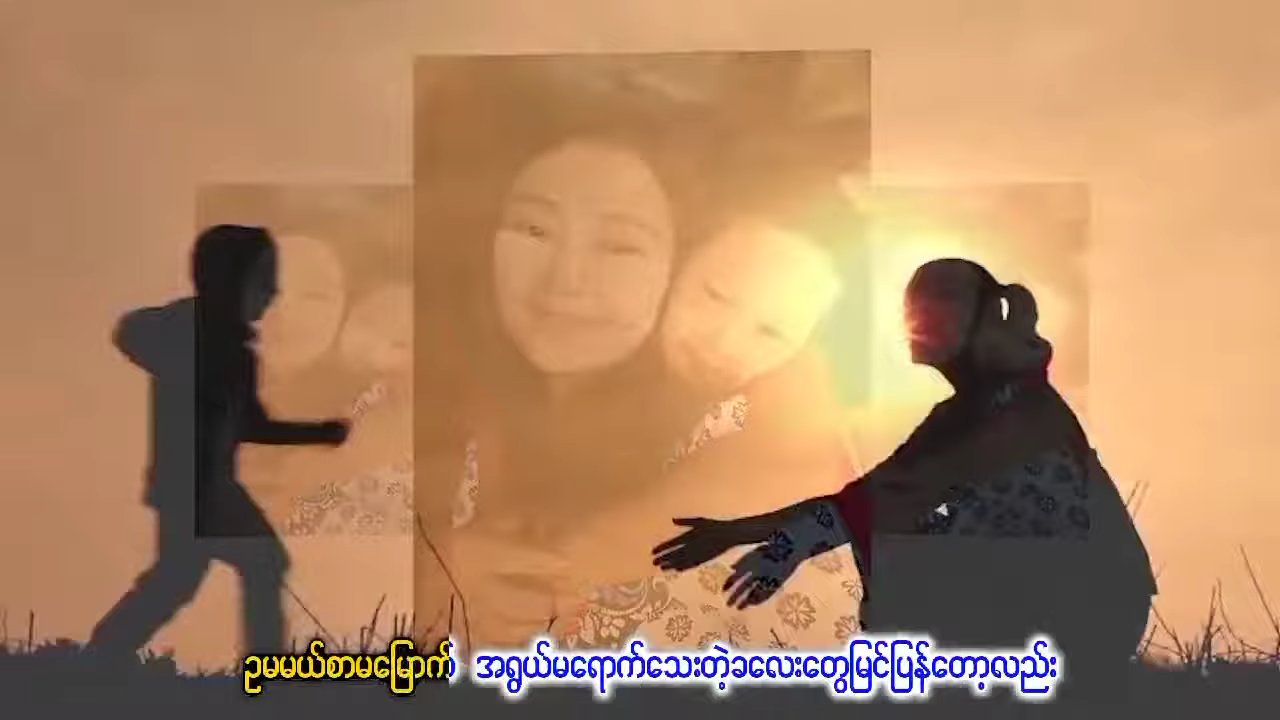 ဥမမယ်စာမမြောက် အရွယ်မရောက်သေးတဲ့ခလေးတွေမြင်ပြန်တော့လည်း